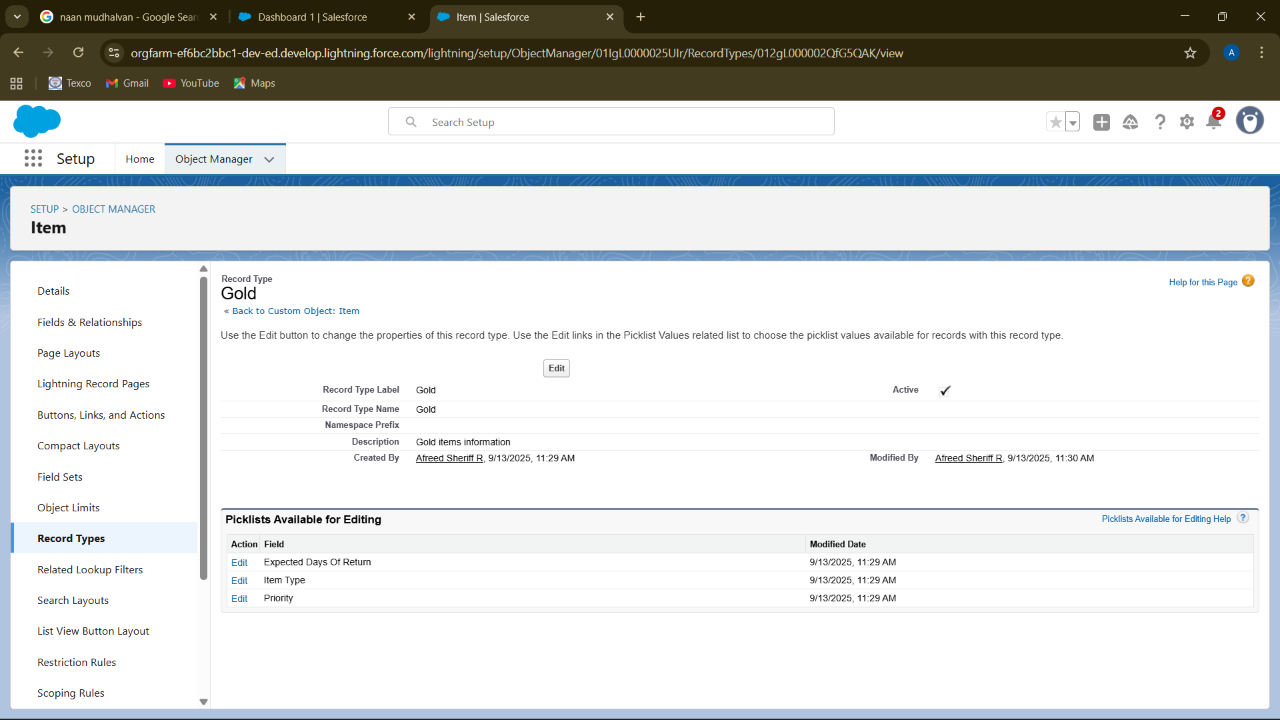 naan mudhalvan - Google Sear
Dashboard 1 | Salesforce
Item | Salesforce
orgfarm-ef6bc2bbc1-dev-ed.develop.lightning.force.com/lightning/setup/ObjectManager/01IgL0000025UIr/RecordTypes/012gL000002QfG5QAK/view
A
Texco
Gmail
YouTube
Maps
Search Setup
2
Setup
Home
Object Manager
SETUP > OBJECT MANAGER
Item
Details
Fields & Relationships
Page Layouts
Lightning Record Pages
Buttons, Links, and Actions
Compact Layouts
Field Sets
Object Limits
Record Types
Related Lookup Filters
Search Layouts
List View Button Layout
Restriction Rules
Scoping Rules
Record Type
Gold
Help for this Page ?
« Back to Custom Object: Item
Use the Edit button to change the properties of this record type. Use the Edit links in the Picklist Values related list to choose the picklist values available for records with this record type.
Edit
Record Type Label Gold Active
Record Type Name Gold
Namespace Prefix
Description Gold items information
Created By Afreed Sheriff R, 9/13/2025, 11:29 AM Modified By Afreed Sheriff R, 9/13/2025, 11:30 AM
Picklists Available for Editing Picklists Available for Editing Help ?
Action Field Modified Date
Edit Expected Days Of Return 9/13/2025, 11:29 AM
Edit Item Type 9/13/2025, 11:29 AM
Edit Priority 9/13/2025, 11:29 AM